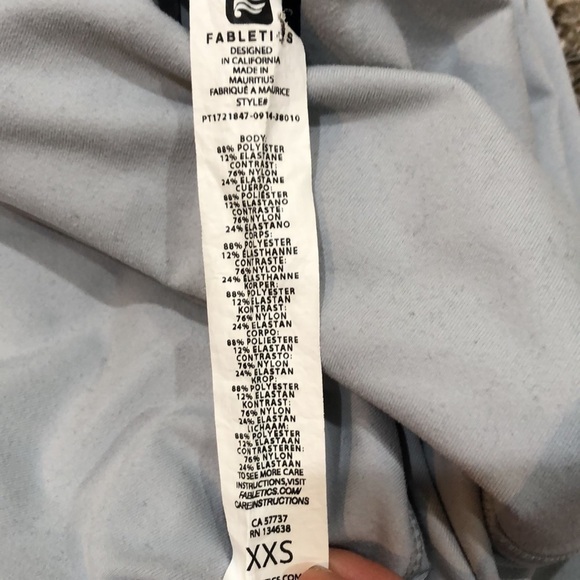 FABLETICS
DESIGNED
IN CALIFORNIA
MADE IN
MAURITIUS
FABRIQUÉ A MAURICE
STYLE#
PT1721847-0914-38010
BODY:
88% POLYESTER
12% ELASTANE
CONTRAST:
76% NYLON
24% ELASTANE
CUERPO:
88% POLIÉSTER
12% ELASTANO
CONTRASTE:
76% NYLON
24% ELASTANO
CORPS:
88% POLYESTER
12% ÉLASTHANNE
CONTRASTE:
76% NYLON
24% ÉLASTHANNE
KÖRPER:
88% POLYESTER
12% ELASTAN
KONTRAST:
76% NYLON
24% ELASTAN
CORPO:
88% POLIESTERE
12% ELASTAN
CONTRASTO:
76% NYLON
24% ELASTAN
KROP:
88% POLYESTER
12% ELASTAN
KONTRAST:
76% NYLON
24% ELASTAN
LICHAAM:
88% POLYESTER
12% ELASTAAN
CONTRASTEREN:
76% NYLON
24% ELASTAAN
TO SEE MORE CARE
INSTRUCTIONS, VISIT
FABLETICS.COM/
CAREINSTRUCTIONS
CA 57737
RN 134638
XXS